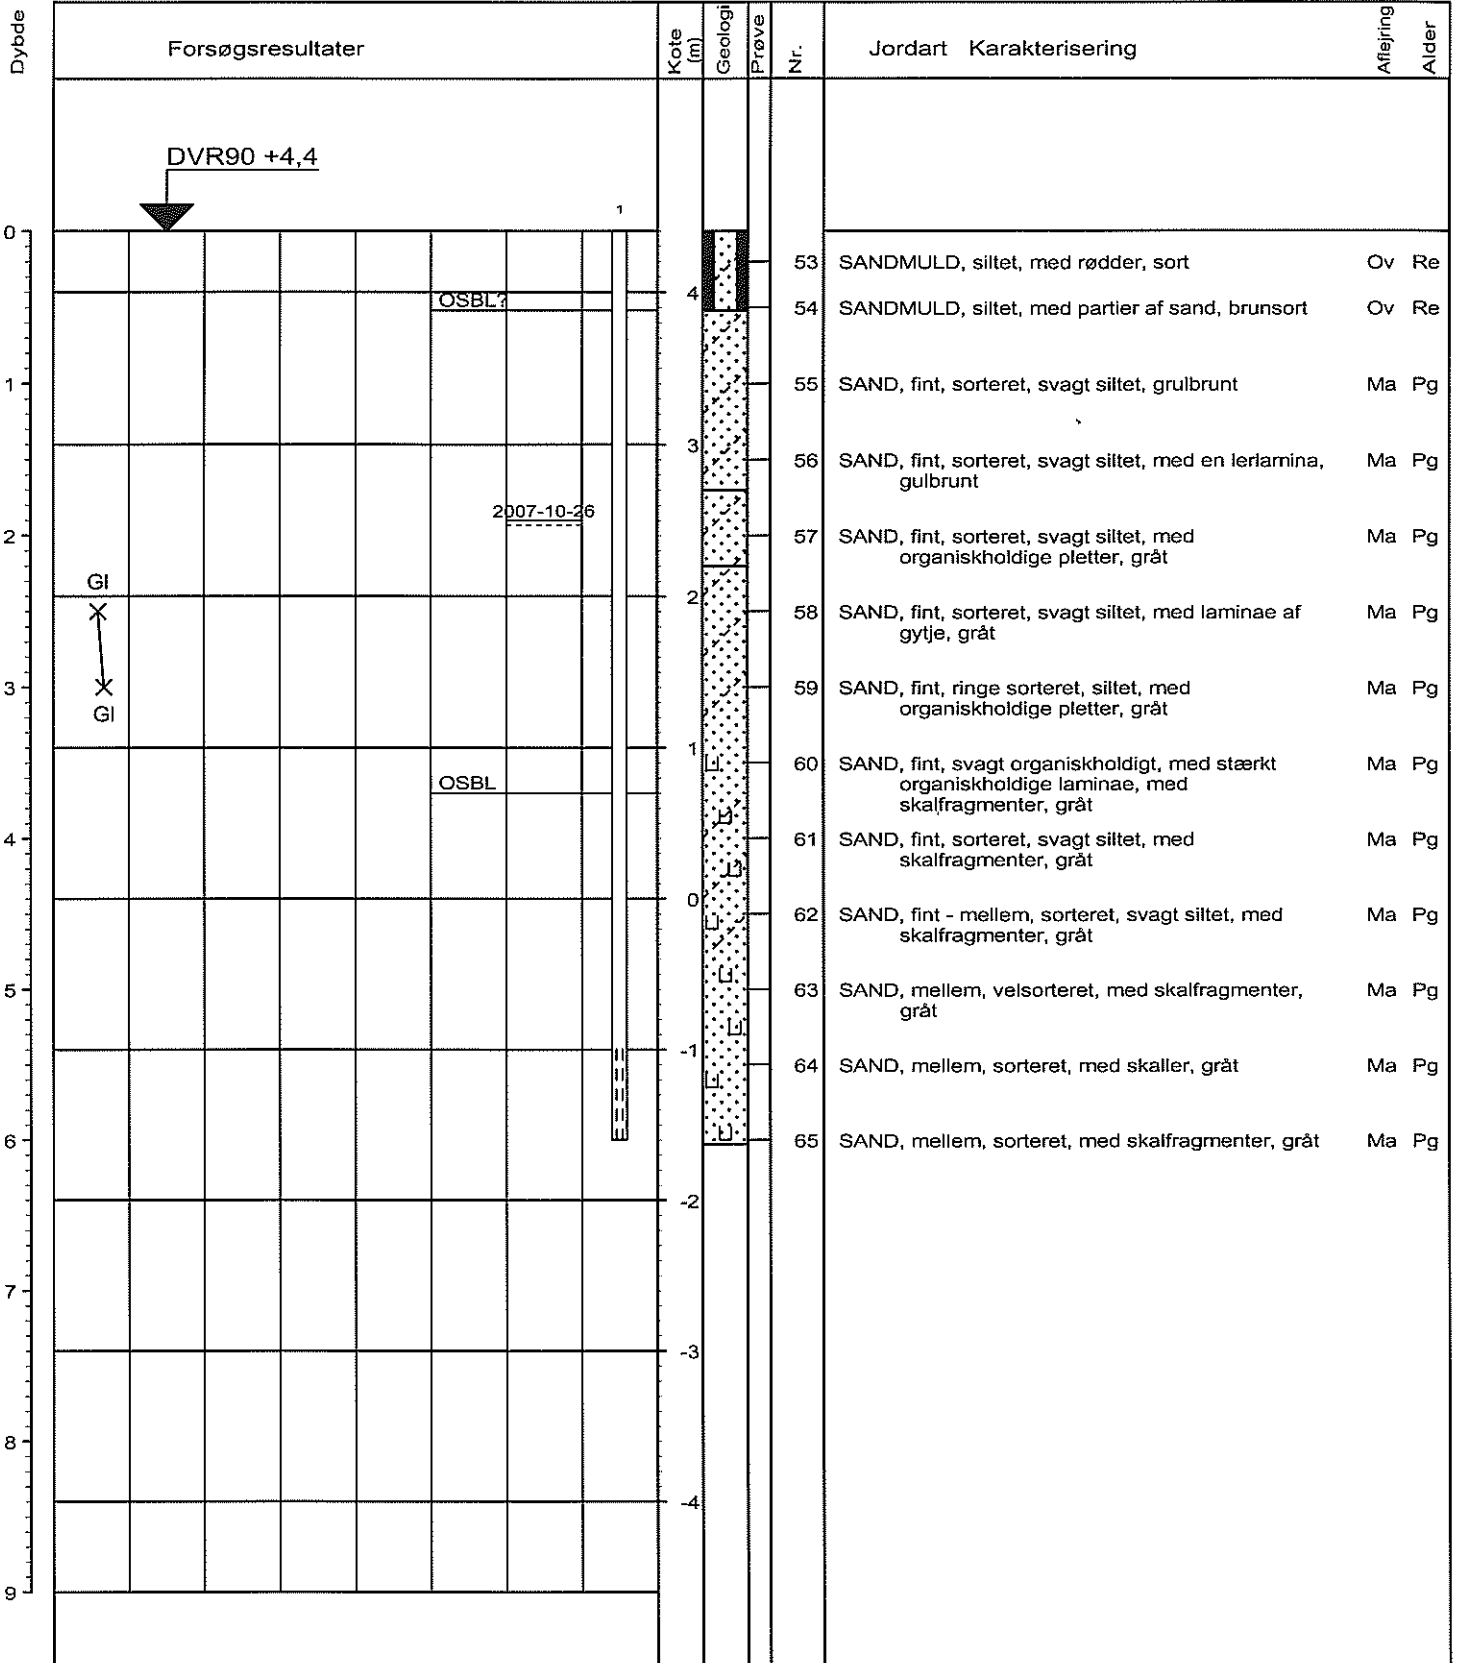 Dybde
Forsøgsresultater
Kote (m)
Geologi
Prøve
Nr.
Jordart Karakterisering
Aflejring
Alder
DVR90 +4,4
1
0
53 SANDMULD, siltet, med rødder, sort Ov Re
4
OSBL?
54 SANDMULD, siltet, med partier af sand, brunsort Ov Re
1
55 SAND, fint, sorteret, svagt siltet, grulbrunt Ma Pg
3
56 SAND, fint, sorteret, svagt siltet, med en lerlamina, Ma Pg
gulbrunt
2007-10-26
2
57 SAND, fint, sorteret, svagt siltet, med Ma Pg
organiskholdige pletter, gråt
GI
2
58 SAND, fint, sorteret, svagt siltet, med laminae af Ma Pg
gytje, gråt
3
59 SAND, fint, ringe sorteret, siltet, med Ma Pg
organiskholdige pletter, gråt
GI
1
60 SAND, fint, svagt organiskholdigt, med stærkt Ma Pg
organiskholdige laminae, med
skalfragmenter, gråt
OSBL
4
61 SAND, fint, sorteret, svagt siltet, med Ma Pg
skalfragmenter, gråt
0
62 SAND, fint - mellem, sorteret, svagt siltet, med Ma Pg
skalfragmenter, gråt
5
63 SAND, mellem, velsorteret, med skalfragmenter, Ma Pg
gråt
-1
64 SAND, mellem, sorteret, med skaller, gråt Ma Pg
6
65 SAND, mellem, sorteret, med skalfragmenter, gråt Ma Pg
-2
7
-3
8
-4
9